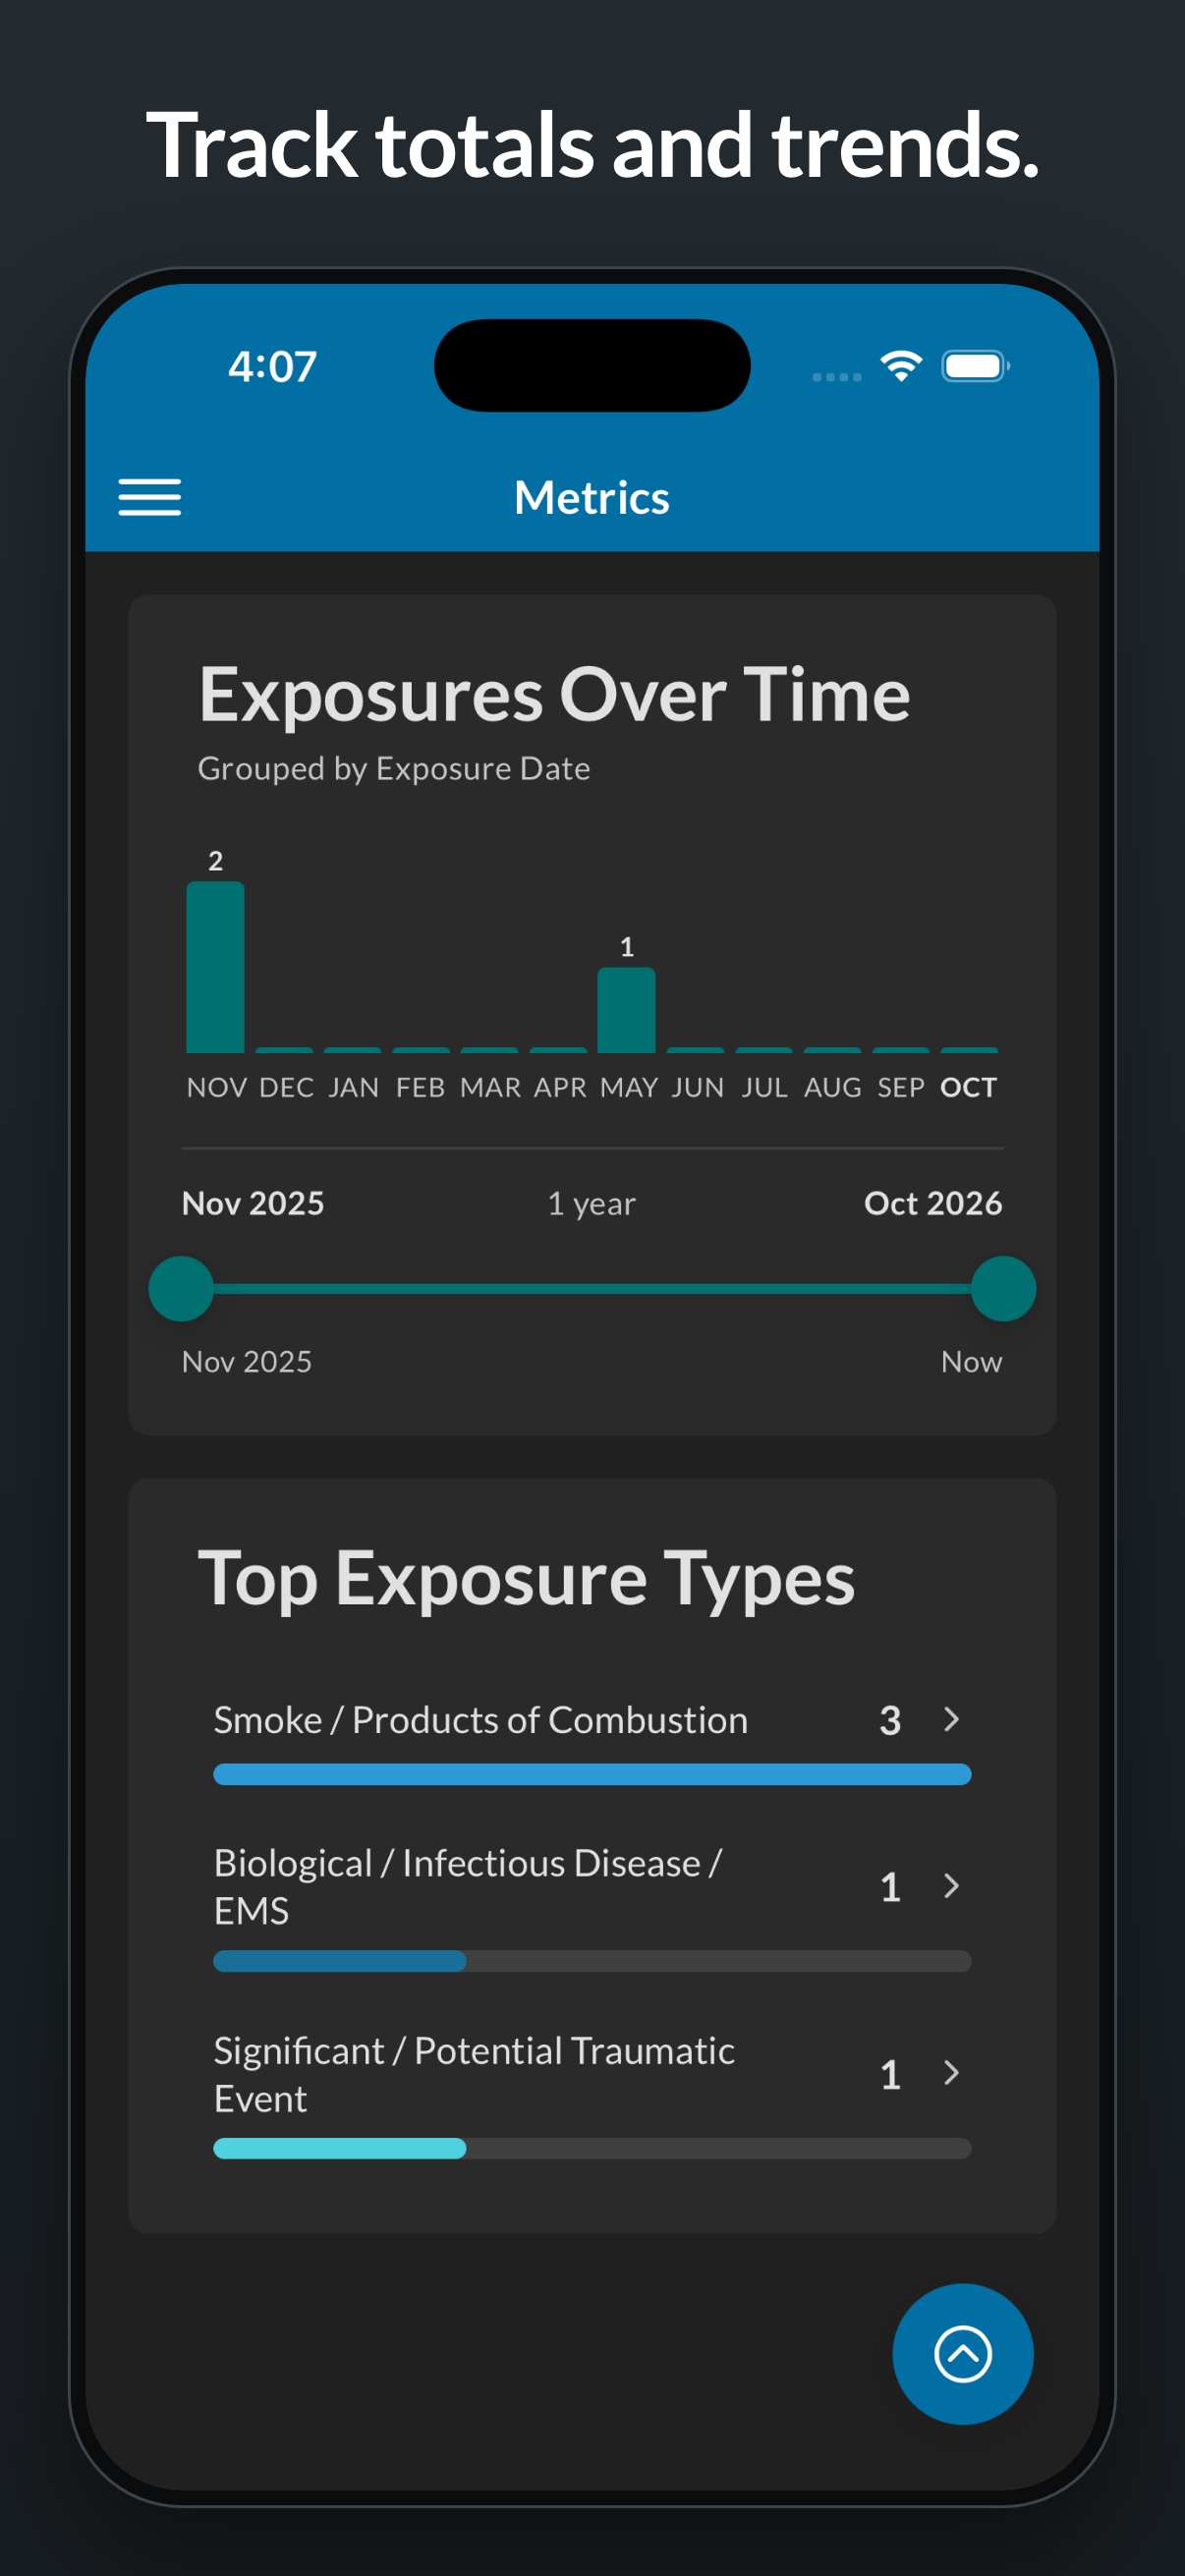 Track totals and trends.
4:07
Metrics
Exposures Over Time
Grouped by Exposure Date
2
1
NOV DEC JAN FEB MAR APR MAY JUN JUL AUG SEP OCT
Nov 2025 1 year Oct 2026
Nov 2025 Now
Top Exposure Types
Smoke / Products of Combustion 3
Biological / Infectious Disease /
EMS
1
Significant / Potential Traumatic
Event
1